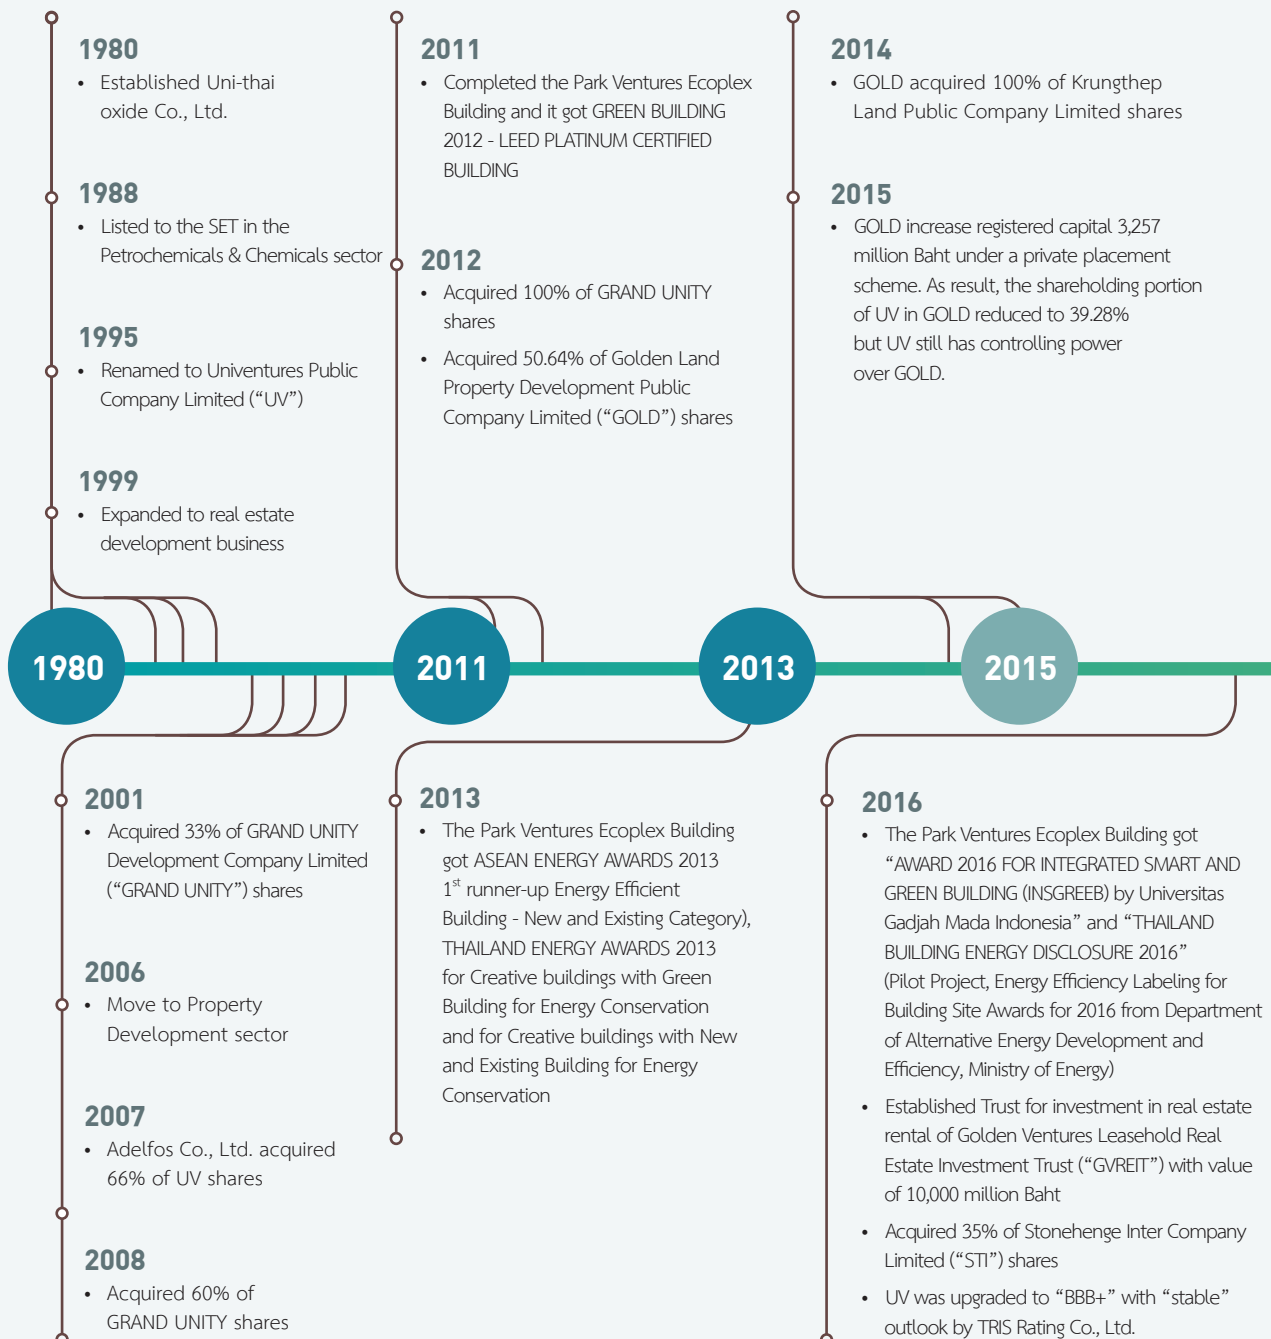 1980
• Established Uni-thai
oxide Co., Ltd.
1988
• Listed to the SET in the
Petrochemicals & Chemicals sector
1995
• Renamed to Univentures Public
Company Limited (“UV”)
1999
• Expanded to real estate
development business
2011
• Completed the Park Ventures Ecoplex
Building and it got GREEN BUILDING
2012 - LEED PLATINUM CERTIFIED
BUILDING
2012
• Acquired 100% of GRAND UNITY
shares
• Acquired 50.64% of Golden Land
Property Development Public
Company Limited (“GOLD”) shares
2014
• GOLD acquired 100% of Krungthep
Land Public Company Limited shares
2015
• GOLD increase registered capital 3,257
million Baht under a private placement
scheme. As result, the shareholding portion
of UV in GOLD reduced to 39.28%
but UV still has controlling power
over GOLD.
1980
2011
2013
2015
2001
• Acquired 33% of GRAND UNITY
Development Company Limited
(“GRAND UNITY”) shares
2006
• Move to Property
Development sector
2007
• Adelfos Co., Ltd. acquired
66% of UV shares
2008
• Acquired 60% of
GRAND UNITY shares
2013
• The Park Ventures Ecoplex Building
got ASEAN ENERGY AWARDS 2013
1st runner-up Energy Efficient
Building - New and Existing Category),
THAILAND ENERGY AWARDS 2013
for Creative buildings with Green
Building for Energy Conservation
and for Creative buildings with New
and Existing Building for Energy
Conservation
2016
• The Park Ventures Ecoplex Building got
“AWARD 2016 FOR INTEGRATED SMART AND
GREEN BUILDING (INSGREEB) by Universitas
Gadjah Mada Indonesia” and “THAILAND
BUILDING ENERGY DISCLOSURE 2016”
(Pilot Project, Energy Efficiency Labeling for
Building Site Awards for 2016 from Department
of Alternative Energy Development and
Efficiency, Ministry of Energy)
• Established Trust for investment in real estate
rental of Golden Ventures Leasehold Real
Estate Investment Trust (“GVREIT”) with value
of 10,000 million Baht
• Acquired 35% of Stonehenge Inter Company
Limited (“STI”) shares
• UV was upgraded to “BBB+” with “stable”
outlook by TRIS Rating Co., Ltd.